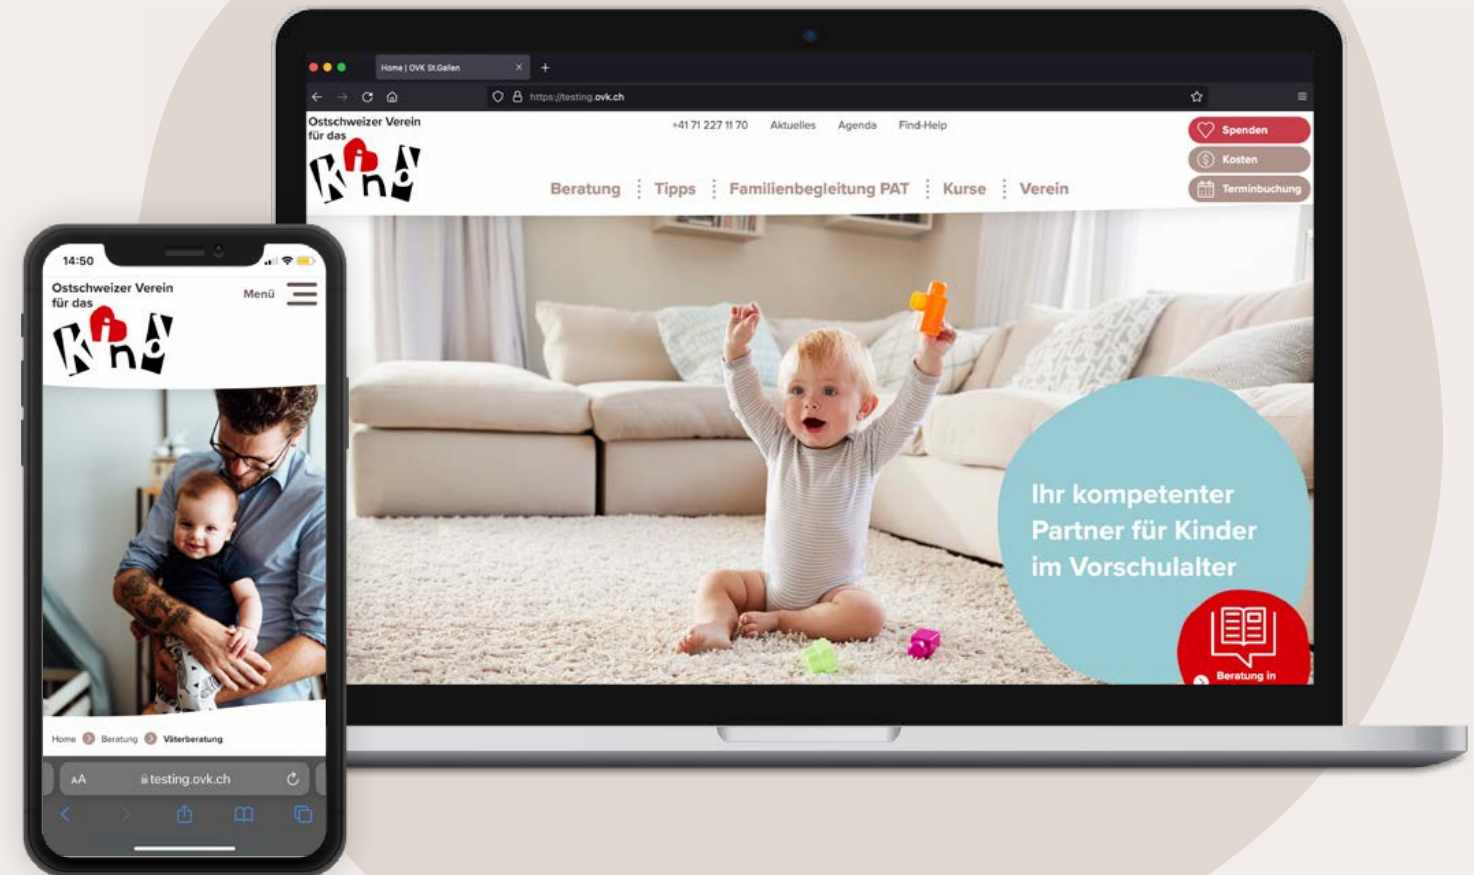 Home | OVK St.Gallen
https://testing.ovk.ch
Ostschweizer Verein
für das
Kind
+41 71 227 11 70 Aktuelles Agenda Find-Help
Beratung Tipps Familienbegleitung PAT Kurse Verein
Spenden
Kosten
Terminbuchung
Ihr kompetenter
Partner für Kinder
im Vorschulalter
Beratung in
14:50
Ostschweizer Verein
für das
Kind
Menü
Home Beratung Väterberatung
AA testing.ovk.ch